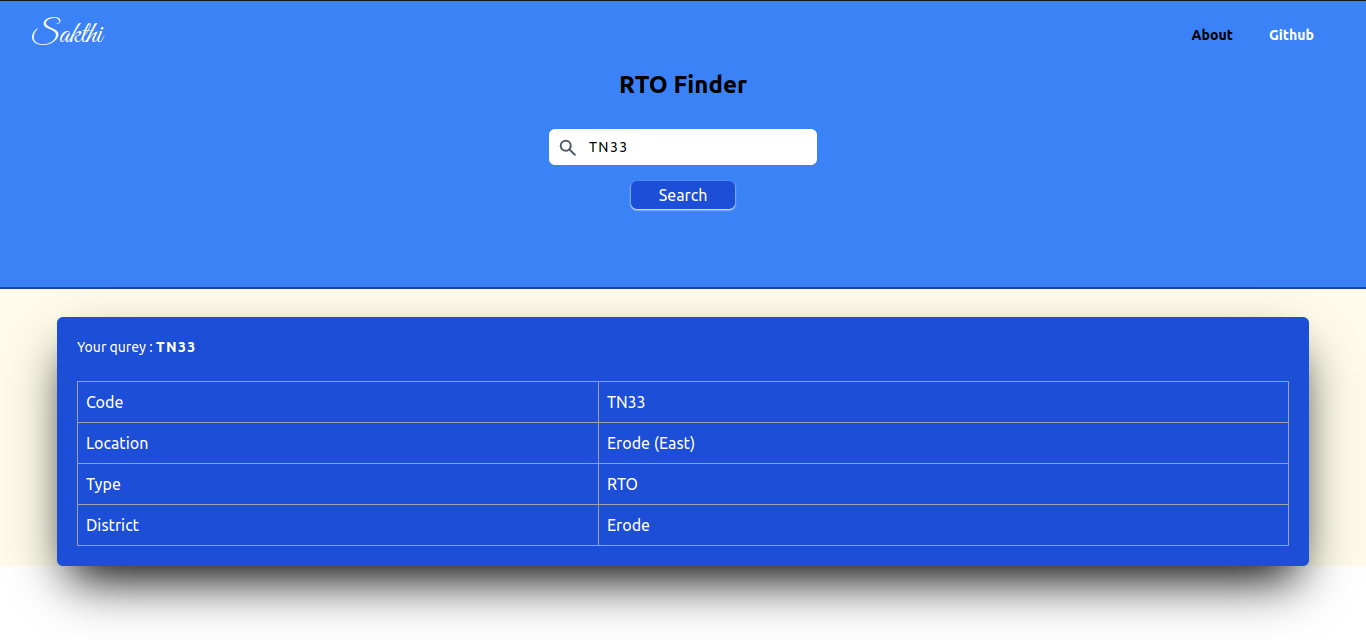 Sakthi
About Github
RTO Finder
TN33
Search
Your qurey : TN33
Code TN33
Location Erode (East)
Type RTO
District Erode